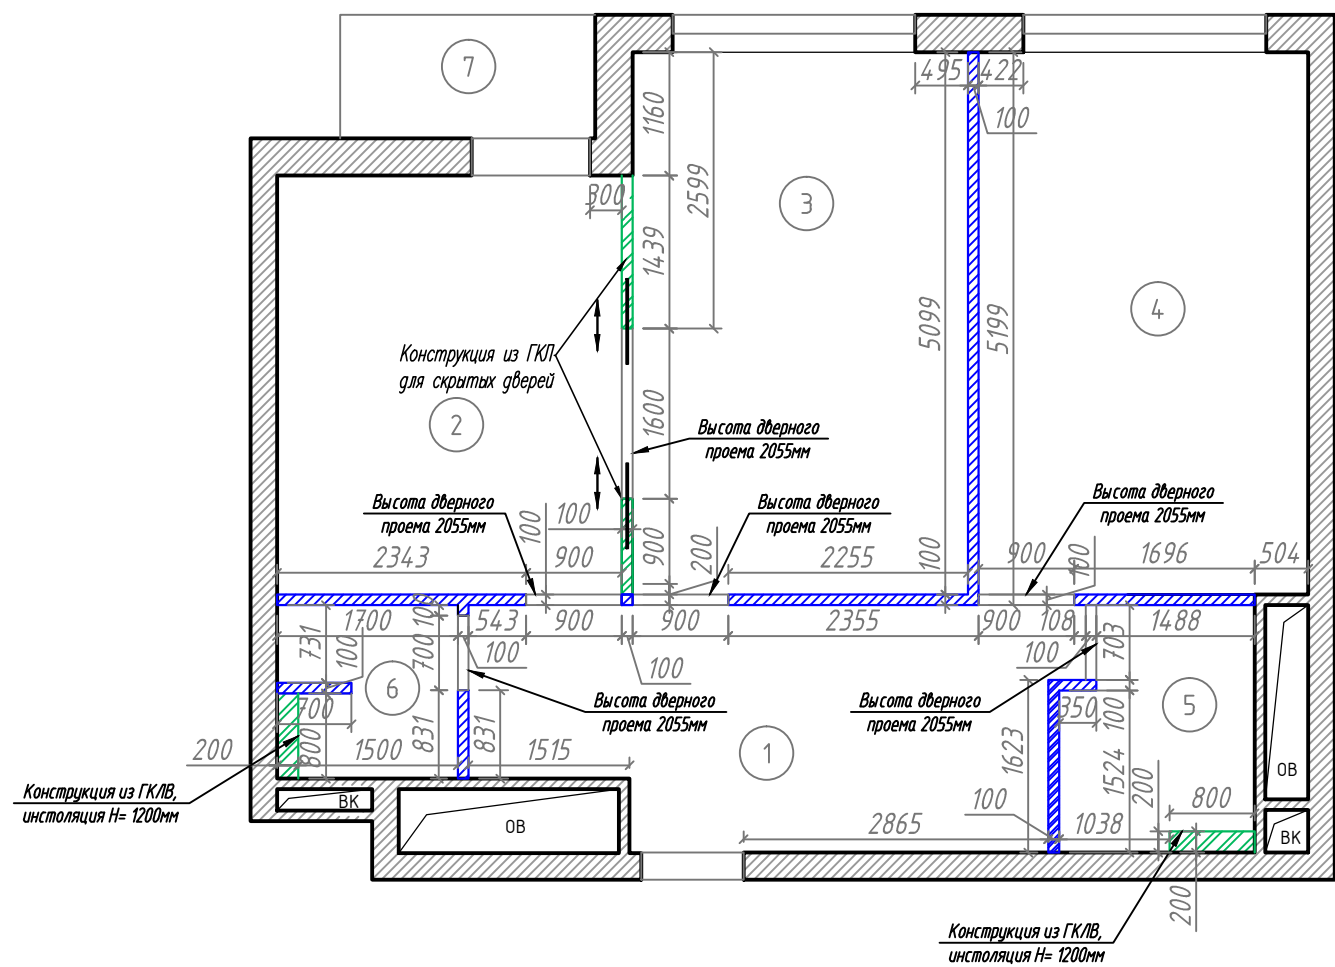 7
495
422
1160
100
300
2599
3
1439
5099
5199
4
Конструкция из ГКЛ
для скрытых дверей
1600
2
Высота дверного
проема 2055мм
Высота дверного
проема 2055мм
Высота дверного
проема 2055мм
Высота дверного
проема 2055мм
100
100
900
200
100
100
2343
900
2255
900
1696
504
1700
100
543
900
900
2355
900
108
1488
731
100
700
100
100
100
703
6
700
Высота дверного
проема 2055мм
Высота дверного
проема 2055мм
350
100
5
800
831
831
1623
1524
200
1500
1515
1
200
ОВ
Конструкция из ГКЛВ,
инстоляция Н= 1200мм
ВК
ОВ
100
2865
1038
800
ВК
200
Конструкция из ГКЛВ,
инстоляция Н= 1200мм